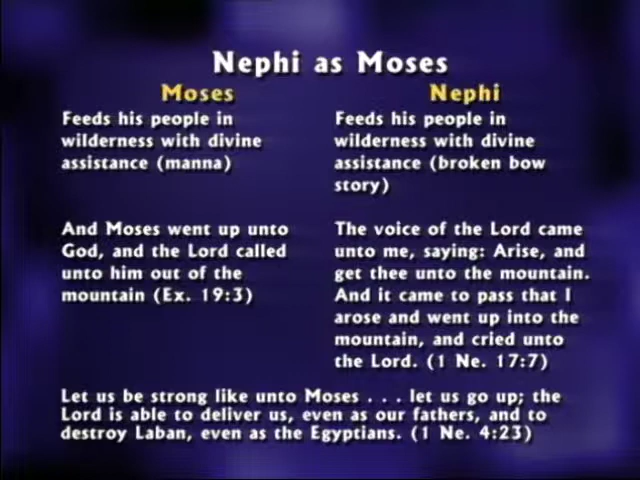 Nephi as Moses
Moses
Feeds his people in
wilderness with divine
assistance (manna)
And Moses went up unto
God, and the Lord called
unto him out of the
mountain (Ex. 19:3)
Nephi
Feeds his people in
wilderness with divine
assistance (broken bow
story)
The voice of the Lord came
unto me, saying: Arise, and
get thee unto the mountain.
And it came to pass that I
arose and went up into the
mountain, and cried unto
the Lord. (1 Ne. 17:7)
Let us be strong like unto Moses . . . let us go up; the
Lord is able to deliver us, even as our fathers, and to
destroy Laban, even as the Egyptians. (1 Ne. 4:23)